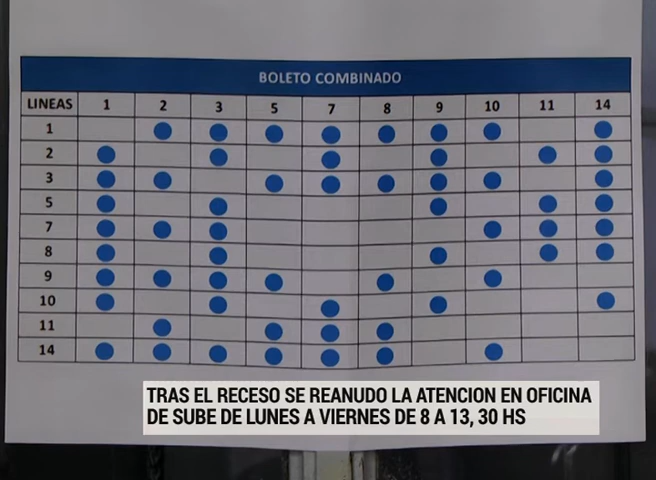 BOLETO COMBINADO
LINEAS 1 2 3 5 7 8 9 10 11 14
1
2
3
5
7
8
9
10
11
14
TRAS EL RECESO SE REANUDO LA ATENCION EN OFICINA
DE SUBE DE LUNES A VIERNES DE 8 A 13, 30 HS